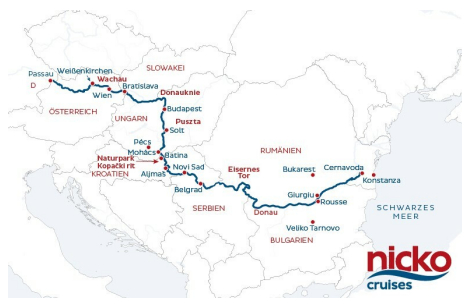 SLOWAKEI
Weißenkirchen
Wachau
Passau
D
Wien
Bratislava
Donauknie
ÖSTERREICH
Budapest
UNGARN
Puszta
Solt
Pécs
Mohács
RUMÄNIEN
Batina
Naturpark
Kopački rit
Novi Sad
Eisernes
Tor
Bukarest
Cernavoda
KROATIEN
Aljmaš
Konstanza
Belgrad
Giurgiu
Rousse
SERBIEN
Donau
SCHWARZES
MEER
Veliko Tarnovo
BULGARIEN
nicko
cruises